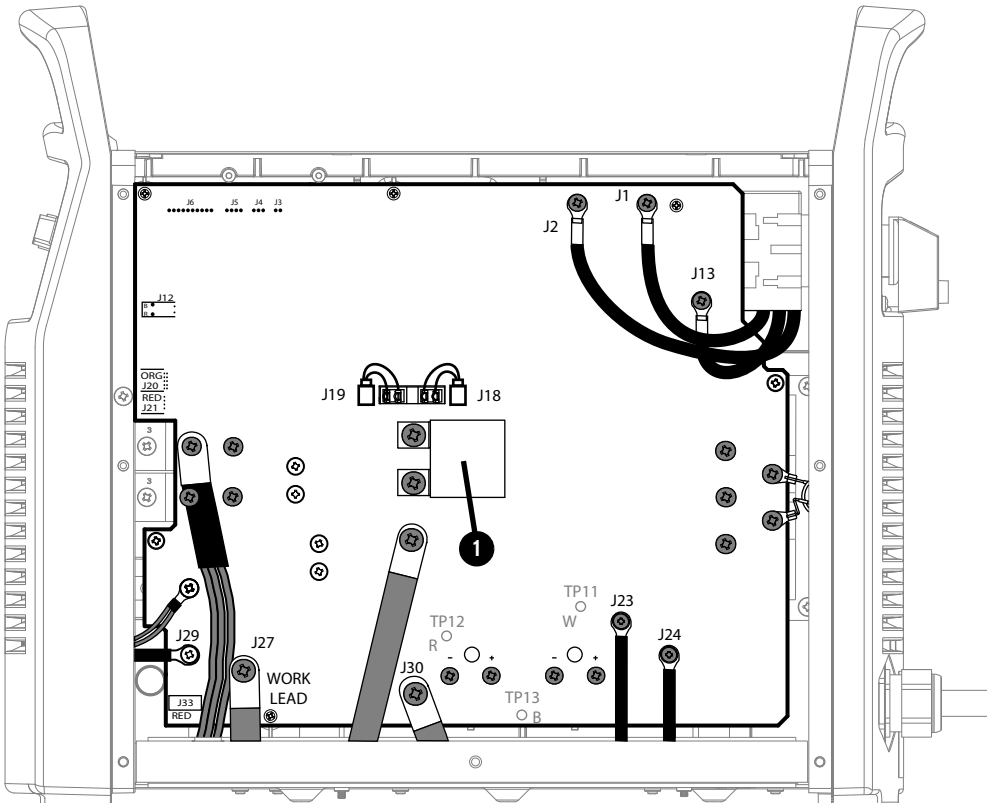 J6 J5 J4 J3
J2
J1
J13
J12
B
R
ORG
J20
RED
J21
J19
J18
3
3
1
TP11
W
TP12
R
J23
J24
J29
J27
WORK
LEAD
J30
- +
- +
TP13
B
J33
RED